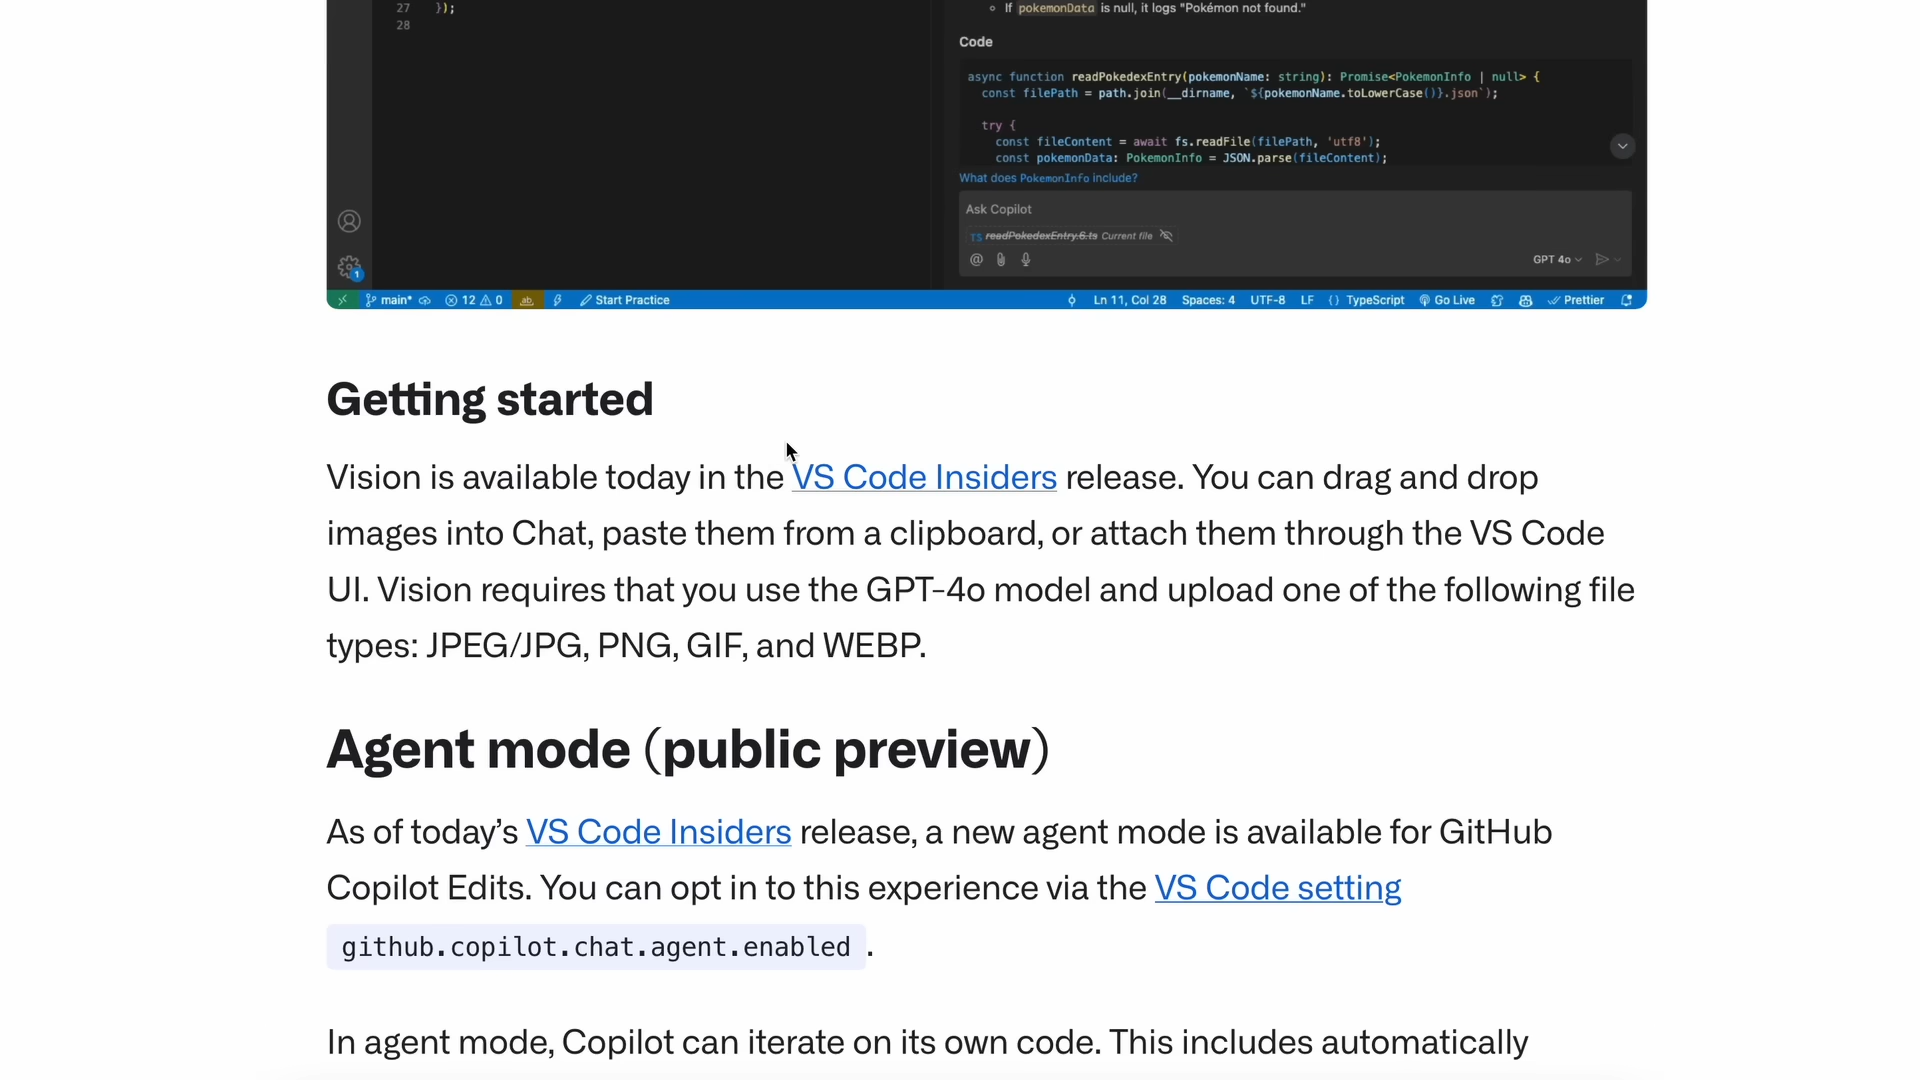 27 });
28
If pokemonData is null, it logs "Pokémon not found."
Code
async function readPokedexEntry(pokemonName: string): Promise<PokemonInfo | null> {
const filePath = path.join(__dirname, `${pokemonName.toLowerCase()}.json`);
try {
const fileContent = await fs.readFile(filePath, 'utf8');
const pokemonData: PokemonInfo = JSON.parse(fileContent);
What does PokemonInfo include?
Ask Copilot
TS readPokedexEntry.6.ts Current file
@ GPT 4o
1
main* 12 0 ab Start Practice Ln 11, Col 28 Spaces: 4 UTF-8 LF {} TypeScript Go Live Prettier
Getting started
Vision is available today in the VS Code Insiders release. You can drag and drop
images into Chat, paste them from a clipboard, or attach them through the VS Code
UI. Vision requires that you use the GPT-4o model and upload one of the following file
types: JPEG/JPG, PNG, GIF, and WEBP.
Agent mode (public preview)
As of today’s VS Code Insiders release, a new agent mode is available for GitHub
Copilot Edits. You can opt in to this experience via the VS Code setting
github.copilot.chat.agent.enabled .
In agent mode, Copilot can iterate on its own code. This includes automatically